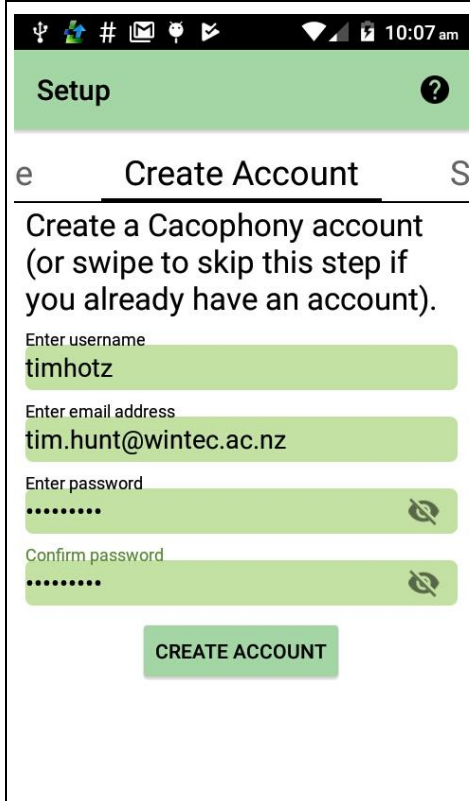 10:07 am
Setup
e Create Account S
Create a Cacophony account
(or swipe to skip this step if
you already have an account).
Enter username
timhotz
Enter email address
tim.hunt@wintec.ac.nz
Enter password
•••••••••
Confirm password
•••••••••
CREATE ACCOUNT